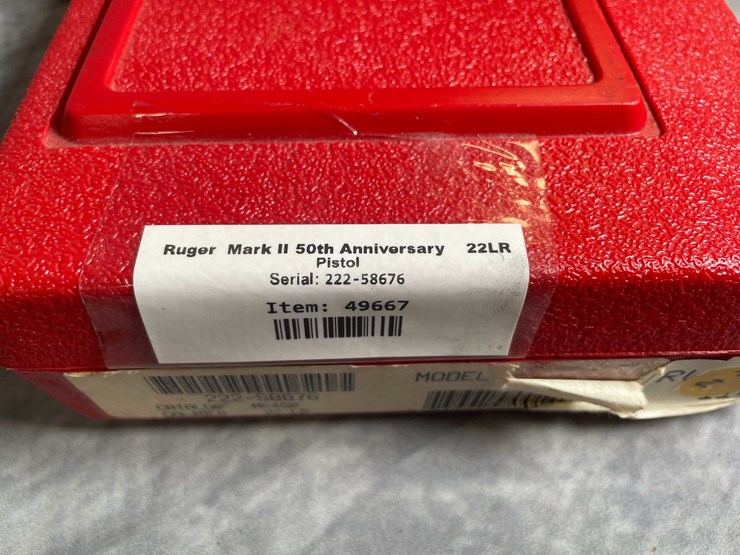 Ruger Mark II 50th Anniversary 22LR
Pistol
Serial: 222-58676
Item: 49667
MODEL
222-58676